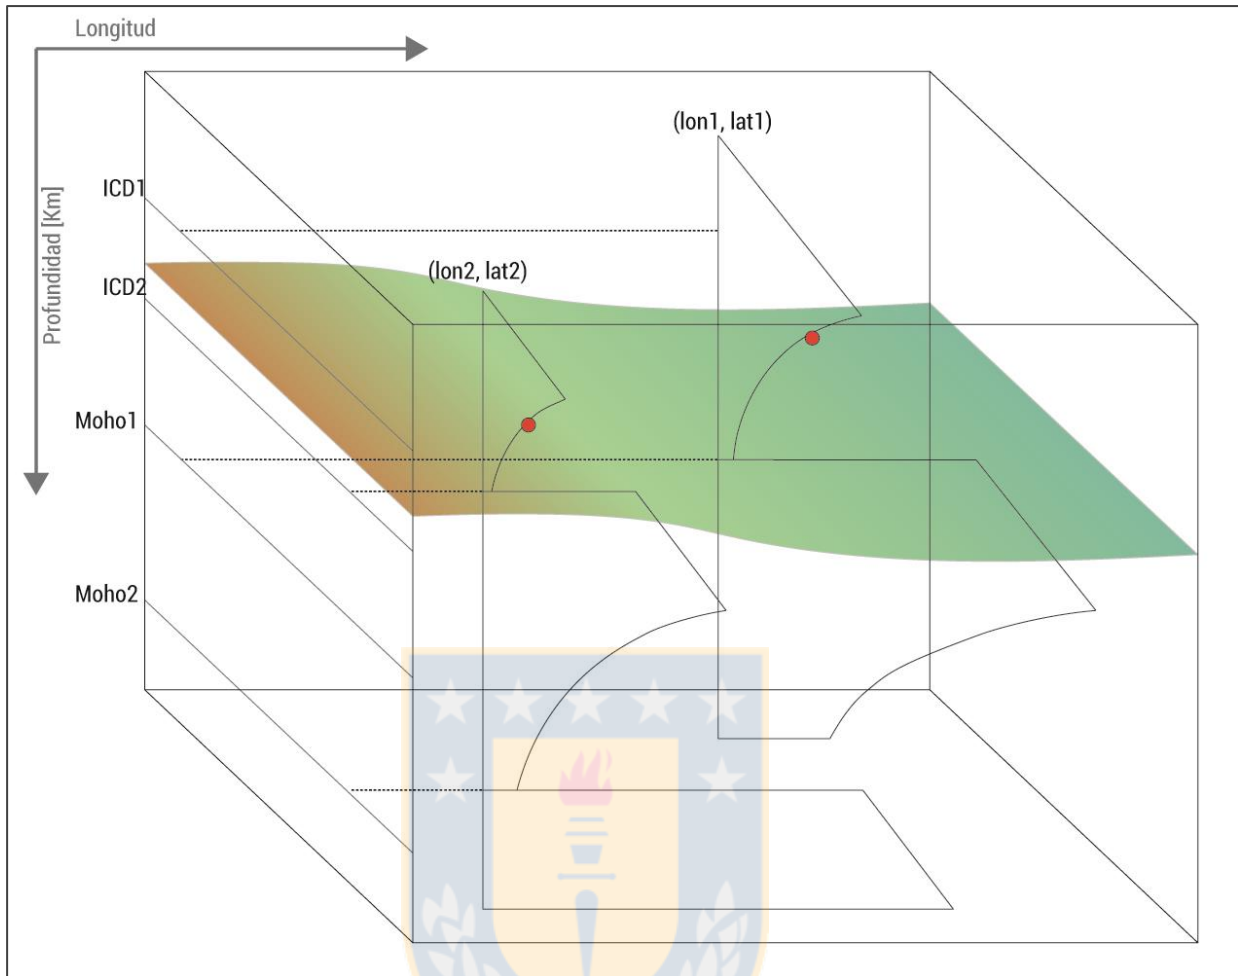 Longitud
(lon1, lat1)
ICD1
Profundidad [Km]
(lon2, lat2)
ICD2
Moho1
Moho2